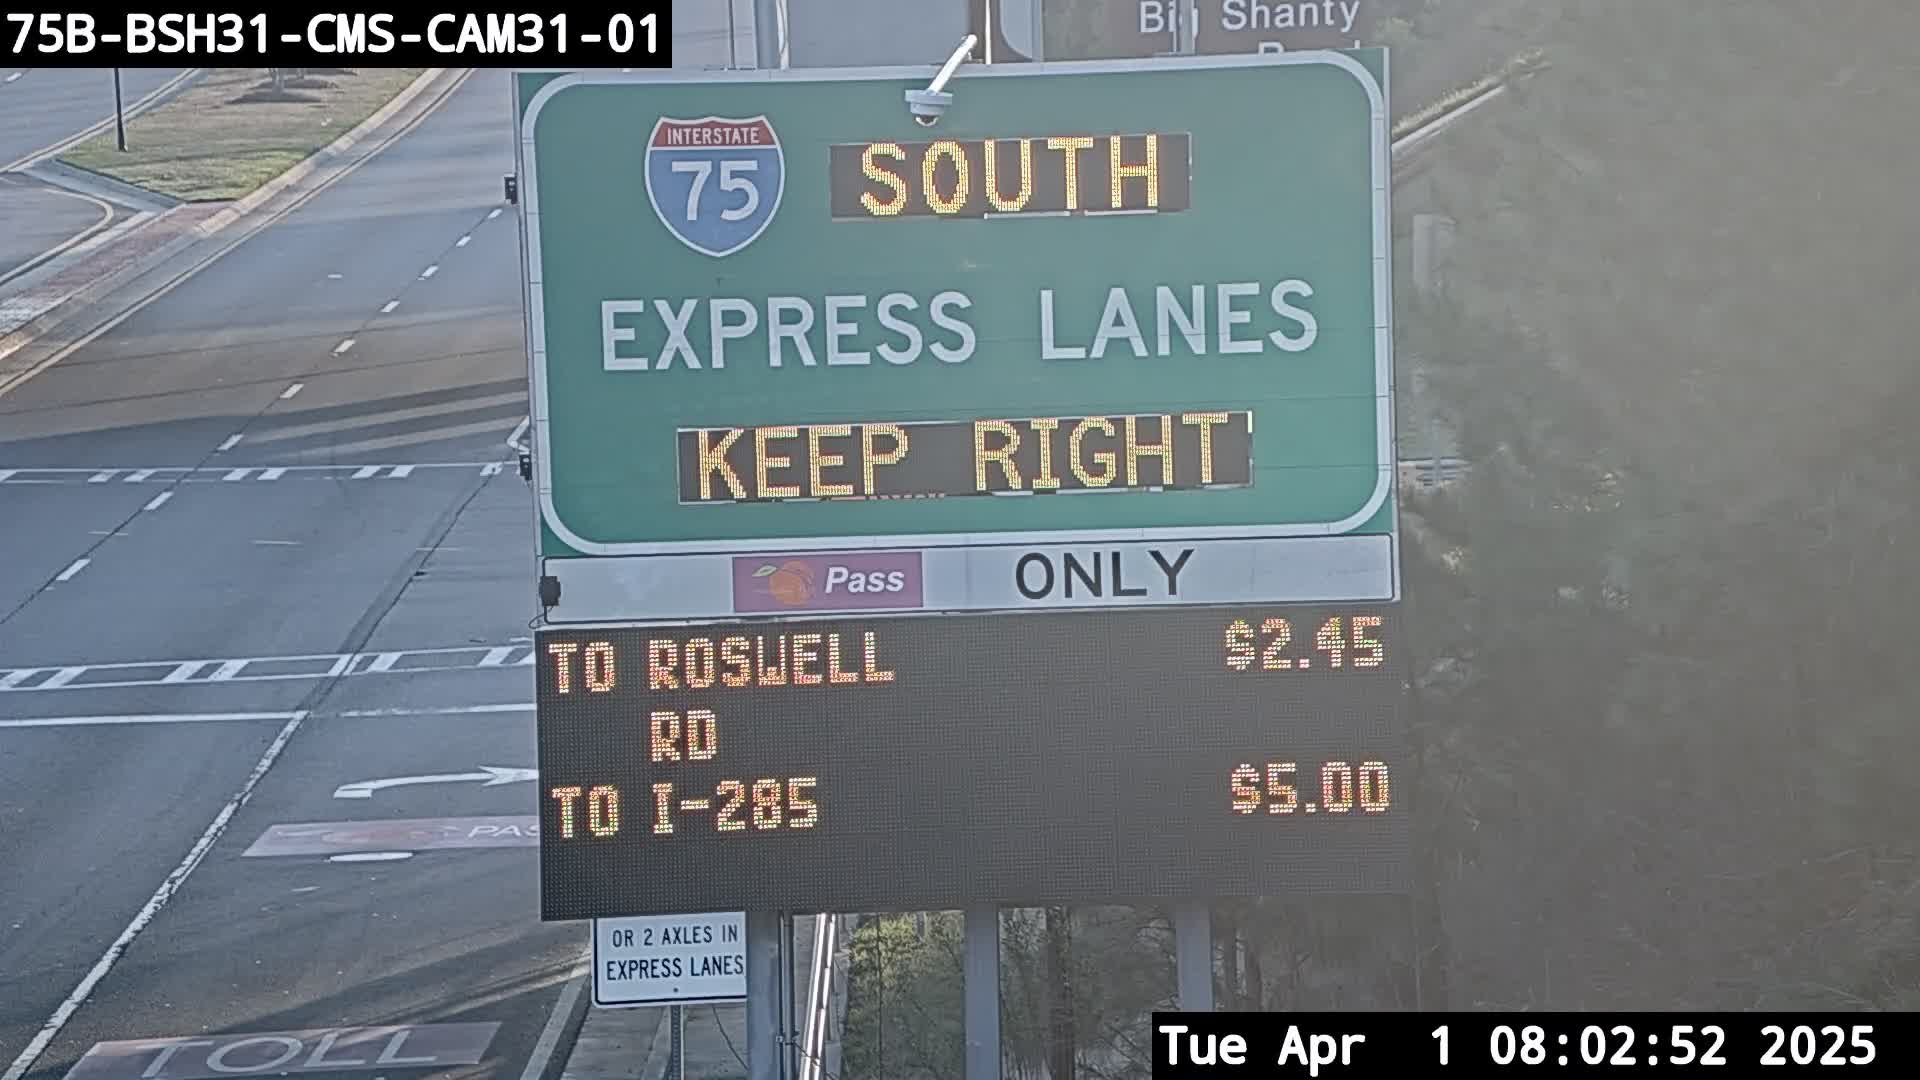 75B-BSH31-CMS-CAM31-01
Big Shanty
INTERSTATE
75
SOUTH
EXPRESS LANES
KEEP RIGHT
Pass ONLY
TO ROSWELL $2.45
RD
TO I-285 $5.00
PAS
OR 2 AXLES IN
EXPRESS LANES
TOLL
Tue Apr 1 08:02:52 2025